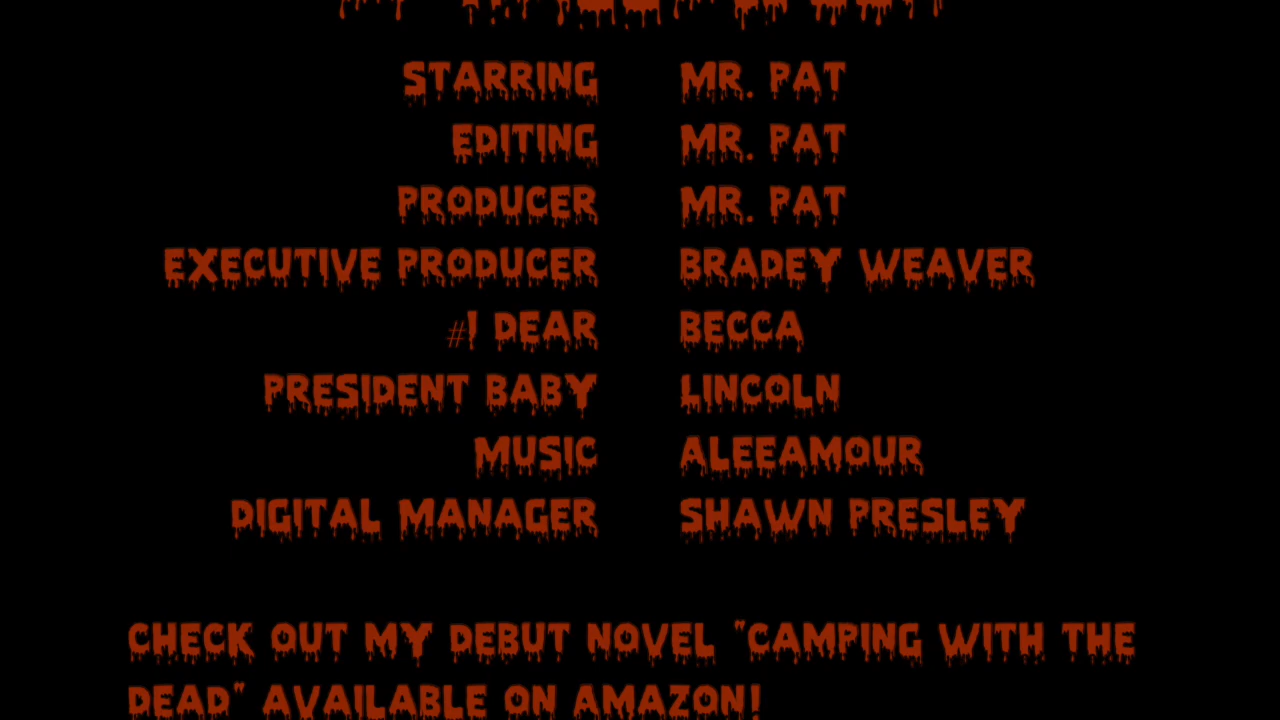 STARRING MR. PAT
EDITING MR. PAT
PRODUCER MR. PAT
EXECUTIVE PRODUCER BRADEY WEAVER
#1 DEAR BECCA
PRESIDENT BABY LINCOLN
MUSIC ALEEAMOUR
DIGITAL MANAGER SHAWN PRESLEY
CHECK OUT MY DEBUT NOVEL "CAMPING WITH THE
DEAD" AVAILABLE ON AMAZON!